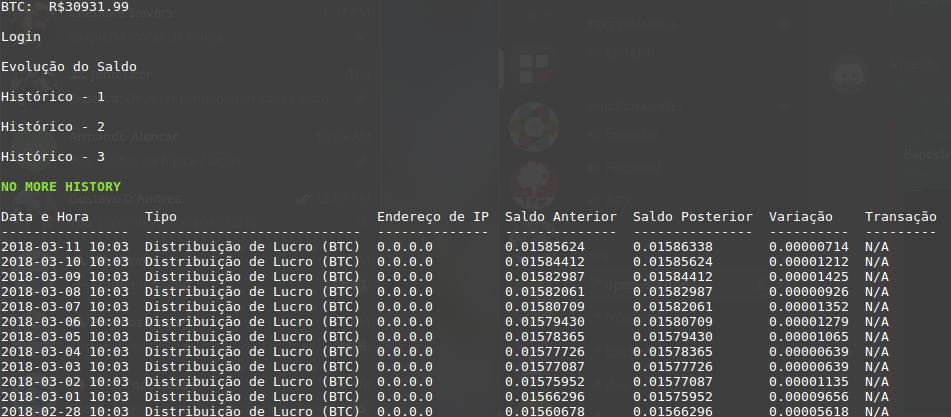 BTC: R$30931.99
Login
Evolução do Saldo
Histórico - 1
Histórico - 2
Histórico - 3
NO MORE HISTORY
Data e Hora Tipo Endereço de IP Saldo Anterior Saldo Posterior Variação Transação
---------------- --------------------------- -------------- -------------- --------------- ---------- ---------
2018-03-11 10:03 Distribuição de Lucro (BTC) 0.0.0.0 0.01585624 0.01586338 0.00000714 N/A
2018-03-10 10:03 Distribuição de Lucro (BTC) 0.0.0.0 0.01584412 0.01585624 0.00001212 N/A
2018-03-09 10:03 Distribuição de Lucro (BTC) 0.0.0.0 0.01582987 0.01584412 0.00001425 N/A
2018-03-08 10:03 Distribuição de Lucro (BTC) 0.0.0.0 0.01582061 0.01582987 0.00000926 N/A
2018-03-07 10:03 Distribuição de Lucro (BTC) 0.0.0.0 0.01580709 0.01582061 0.00001352 N/A
2018-03-06 10:03 Distribuição de Lucro (BTC) 0.0.0.0 0.01579430 0.01580709 0.00001279 N/A
2018-03-05 10:03 Distribuição de Lucro (BTC) 0.0.0.0 0.01578365 0.01579430 0.00001065 N/A
2018-03-04 10:03 Distribuição de Lucro (BTC) 0.0.0.0 0.01577726 0.01578365 0.00000639 N/A
2018-03-03 10:03 Distribuição de Lucro (BTC) 0.0.0.0 0.01577087 0.01577726 0.00000639 N/A
2018-03-02 10:03 Distribuição de Lucro (BTC) 0.0.0.0 0.01575952 0.01577087 0.00001135 N/A
2018-03-01 10:03 Distribuição de Lucro (BTC) 0.0.0.0 0.01566296 0.01575952 0.00009656 N/A
2018-02-28 10:03 Distribuição de Lucro (BTC) 0.0.0.0 0.01560678 0.01566296 0.00005618 N/A